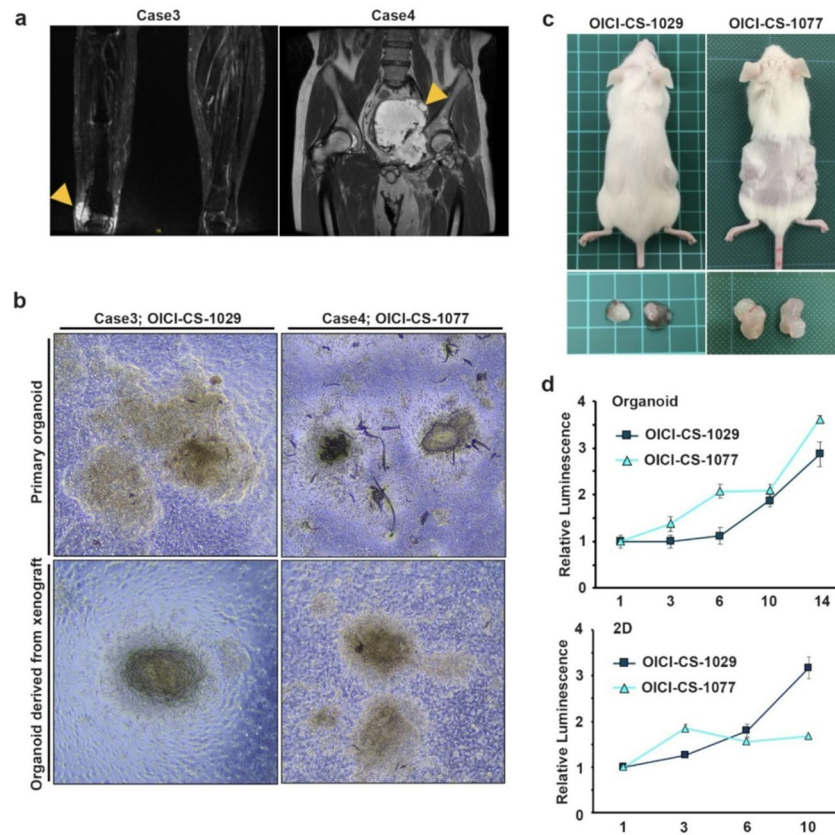 a
Case3
Case4
b
Case3; OICI-CS-1029
Case4; OICI-CS-1077
Primary organoid
Organoid derived from xenograft
c
OICI-CS-1029
OICI-CS-1077
d
Organoid
OICI-CS-1029
OICI-CS-1077
Relative Luminescence
4
3
2
1
0
1 3 6 10 14
2D
OICI-CS-1029
OICI-CS-1077
Relative Luminescence
4
3
2
1
0
1 3 6 10